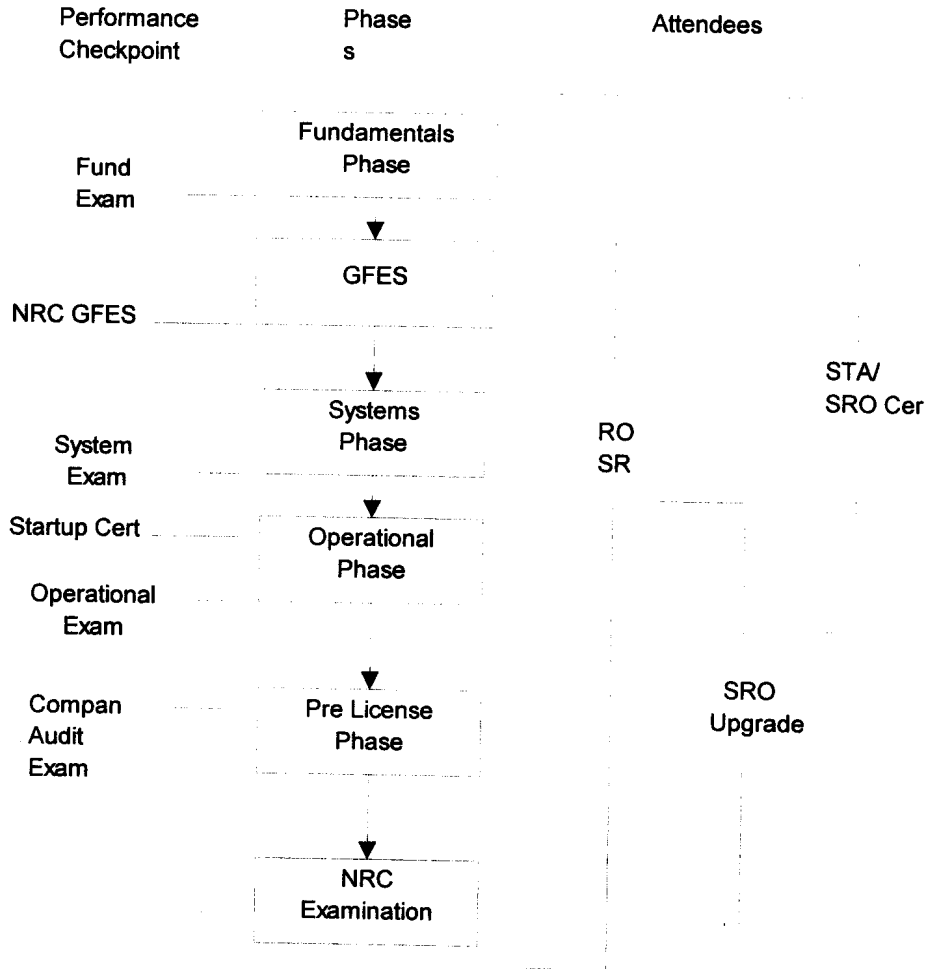 Performance
Checkpoint
Phase
s
Attendees
Fundamentals
Phase
Fund
Exam
GFES
NRC GFES
STA/
SRO Cer
Systems
Phase
RO
SR
System
Exam
Startup Cert
Operational
Phase
Operational
Exam
SRO
Upgrade
Compan
Audit
Exam
Pre License
Phase
NRC
Examination